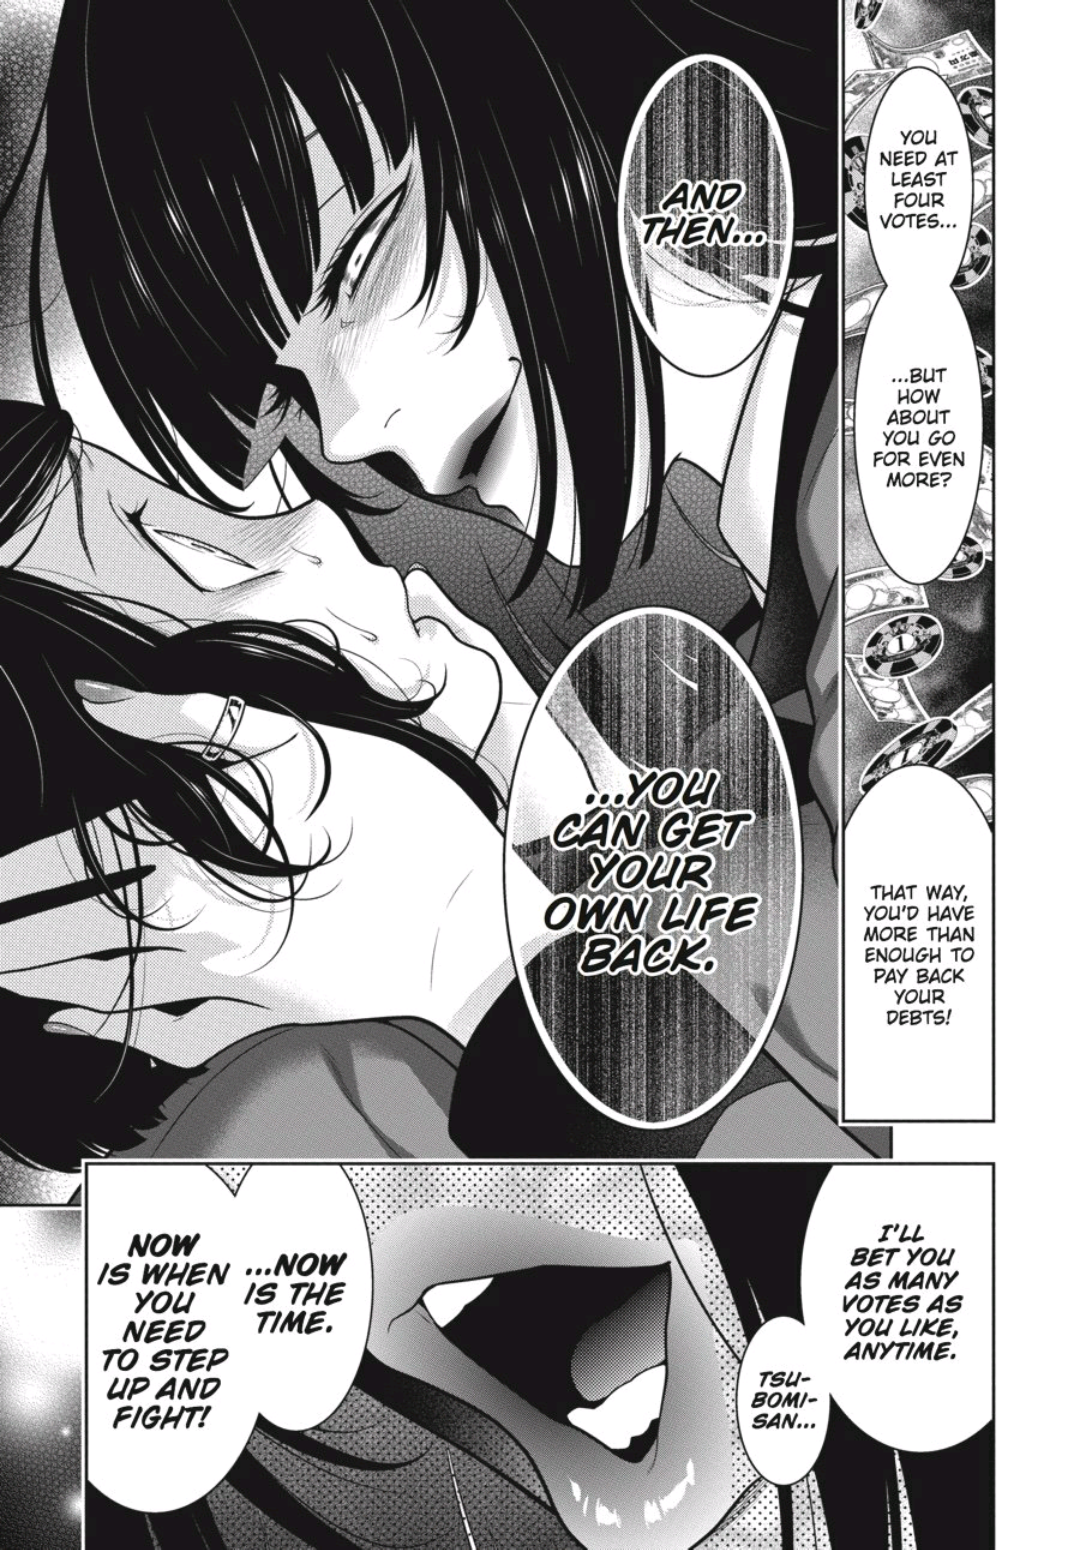 YOU
NEED AT
LEAST
FOUR
VOTES...
...BUT
HOW
ABOUT
YOU GO
FOR EVEN
MORE?
THAT WAY,
YOU'D HAVE
MORE THAN
ENOUGH TO
PAY BACK
YOUR
DEBTS!
AND
THEN...
...YOU
CAN GET
YOUR
OWN LIFE
BACK.
I'LL
BET YOU
AS MANY
VOTES AS
YOU LIKE,
ANYTIME.
TSU-
BOMI-
SAN...
...NOW
IS THE
TIME.
NOW
IS WHEN
YOU
NEED
TO STEP
UP AND
FIGHT!